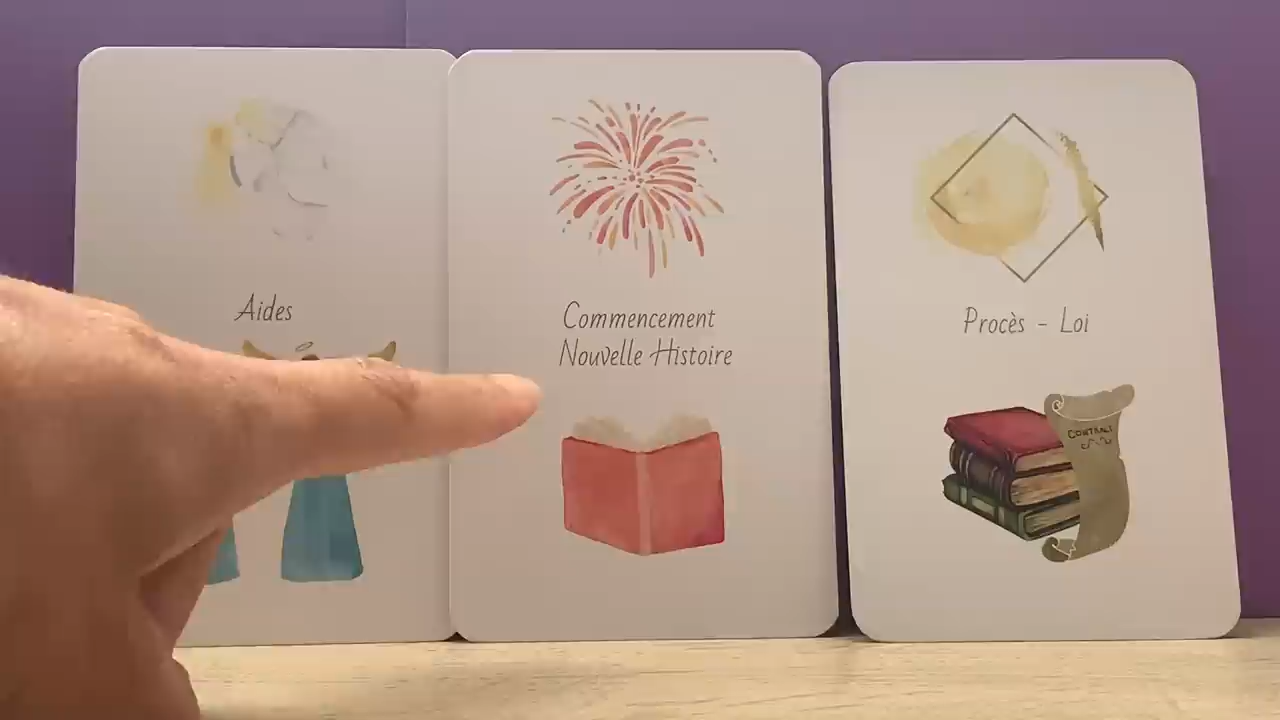 Aides
Commencement
Nouvelle Histoire
Procès - Loi
CONTRAT